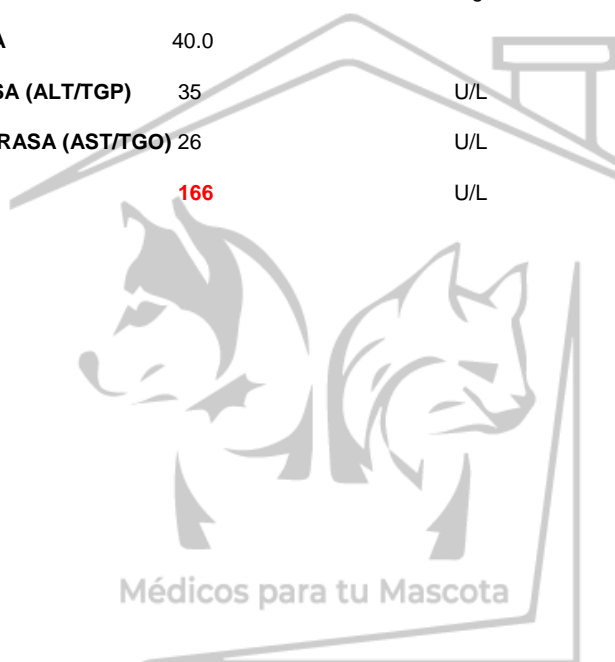 A 40.0
SA (ALT/TGP) 35 U/L
RASA (AST/TGO) 26 U/L
166 U/L
Médicos para tu Mascota